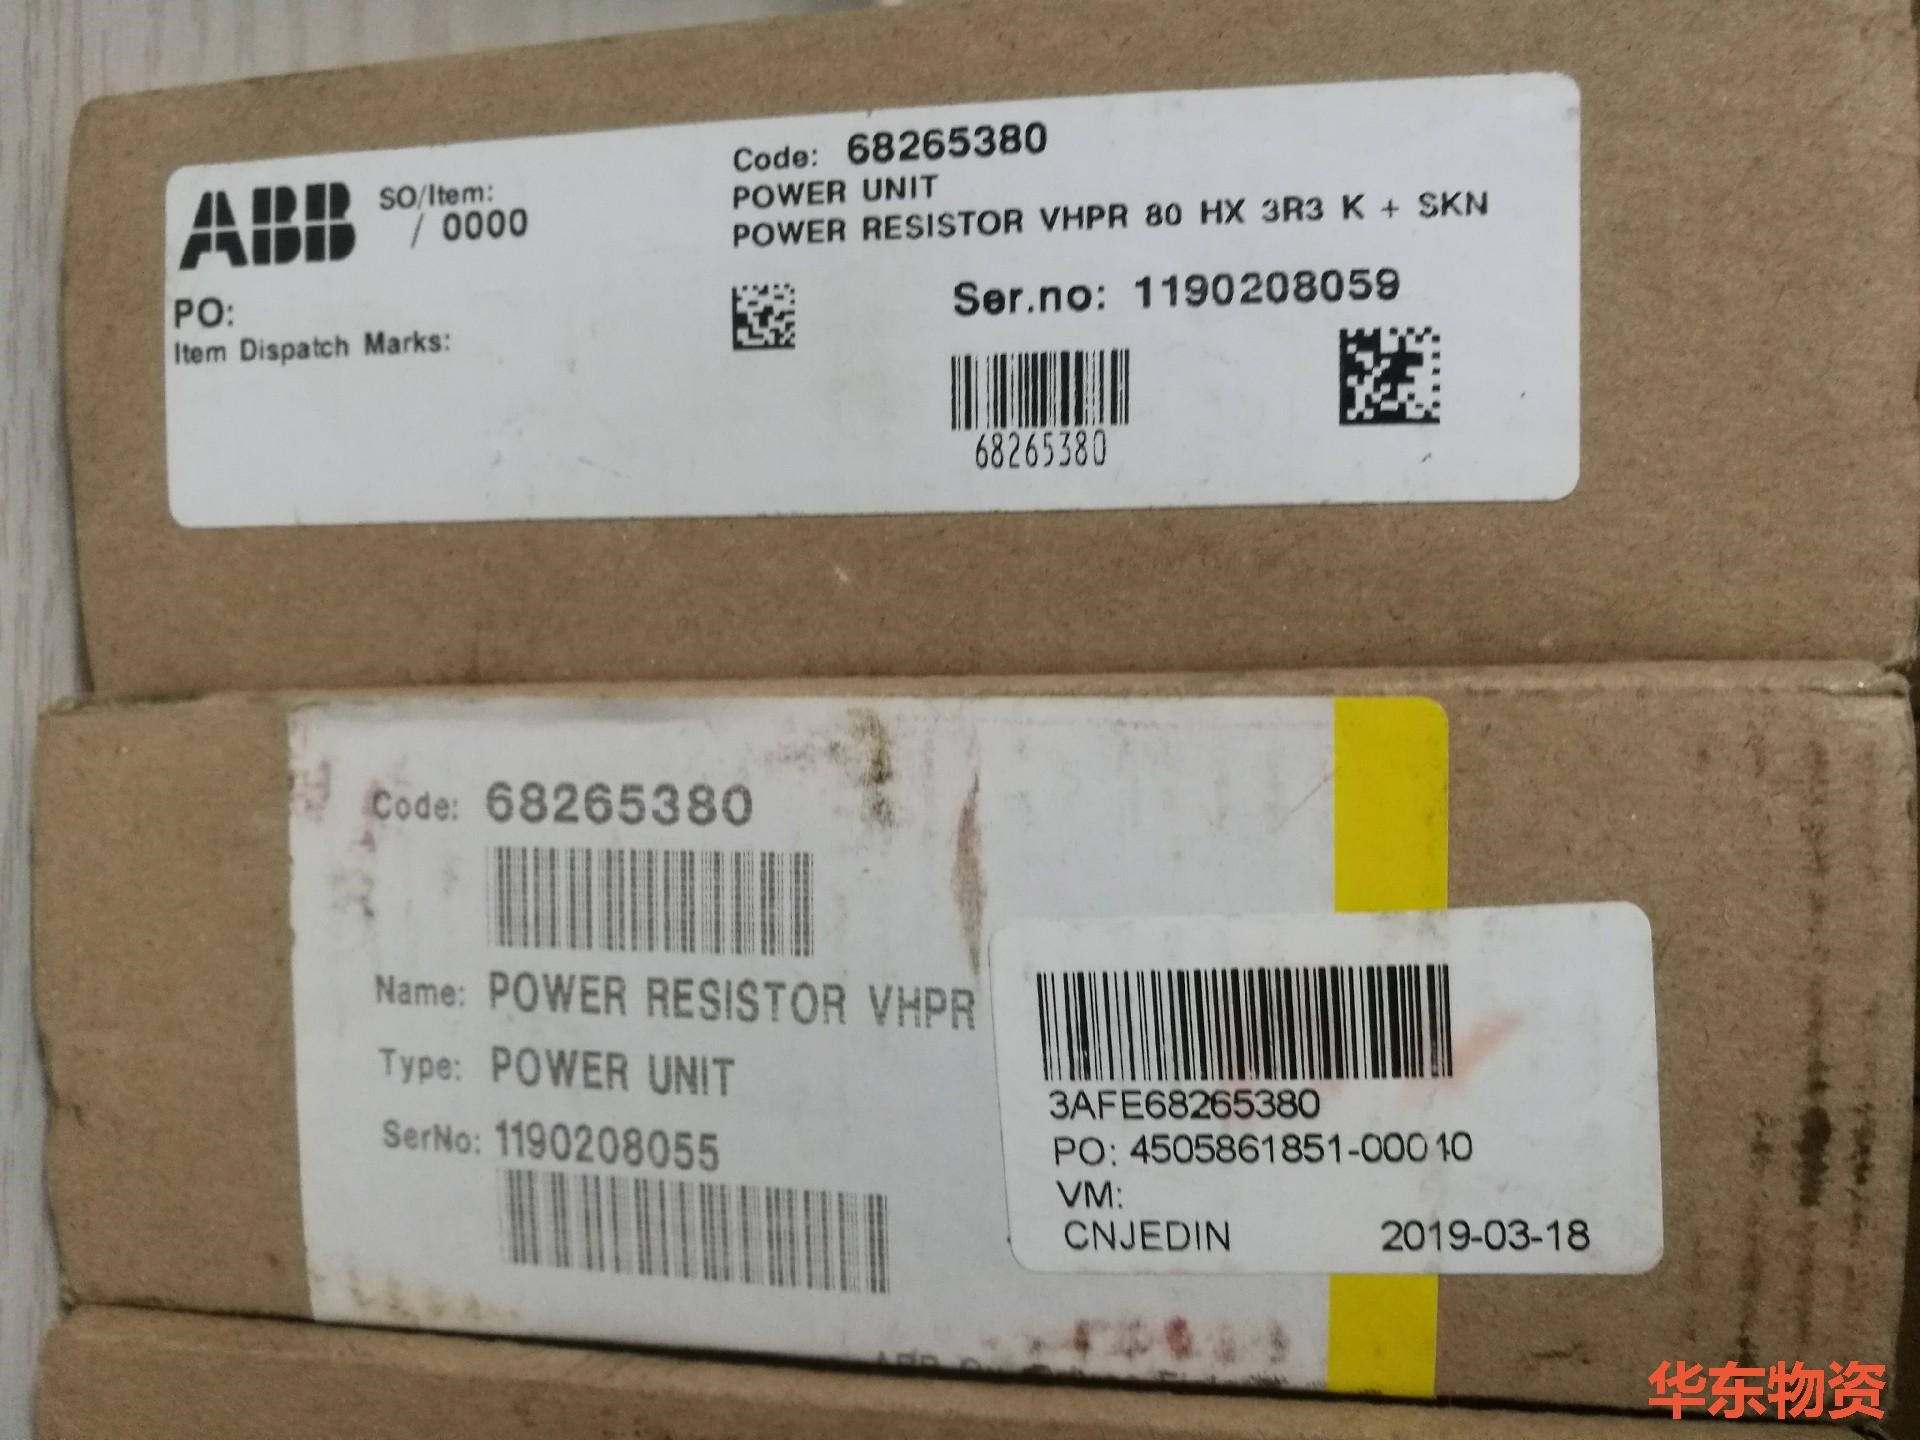 ABB
SO/Item:
/ 0000
PO:
Item Dispatch Marks:
Code: 68265380
POWER UNIT
POWER RESISTOR VHPR 80 HX 3R3 K + SKN
Ser.no: 1190208059
68265380
Code: 68265380
Name: POWER RESISTOR VHPR
Type: POWER UNIT
SerNo: 1190208055
3AFE68265380
PO: 4505861851-00010
VM:
CNJEDIN 2019-03-18
华东物资